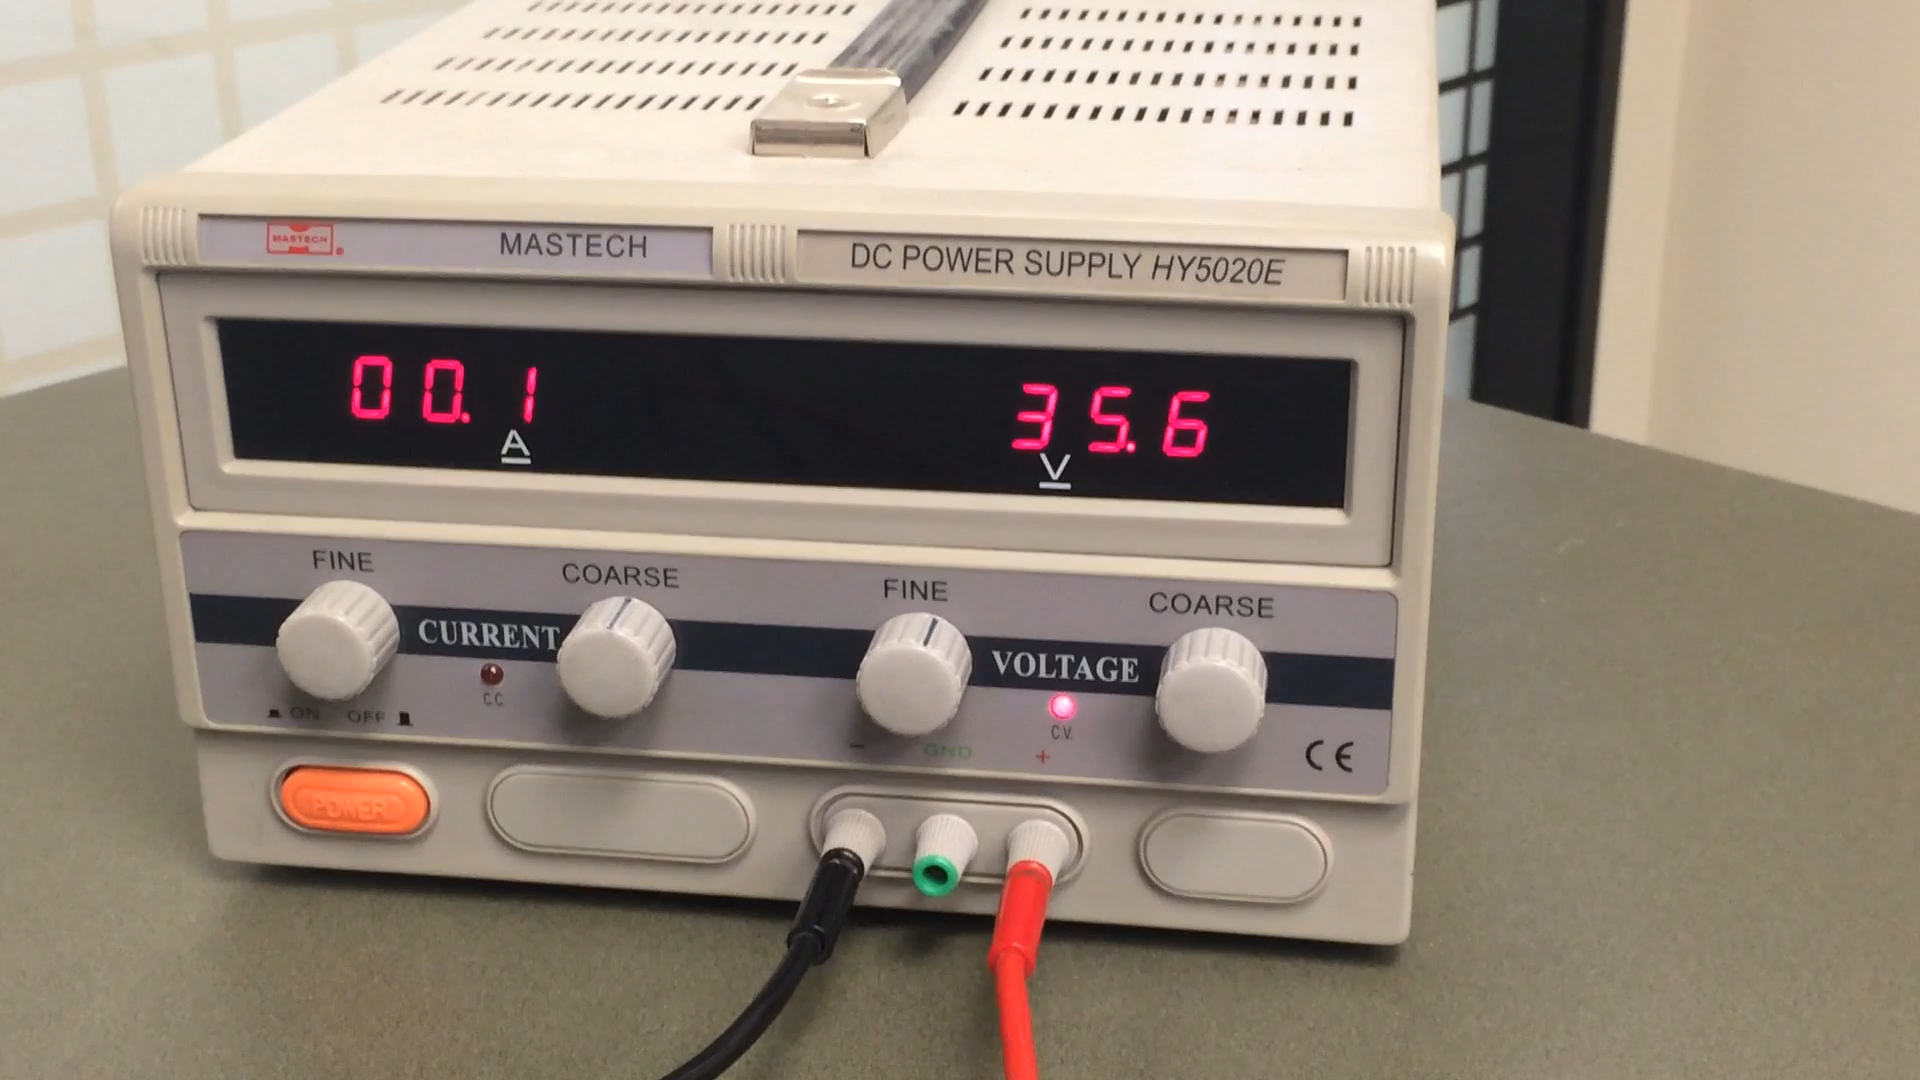 MASTECH
MASTECH
DC POWER SUPPLY HY5020E
00.1
A
35.6
V
FINE
COARSE
FINE
COARSE
CURRENT
VOLTAGE
C.C
C.V.
ON OFF
- GND +
CE
POWER